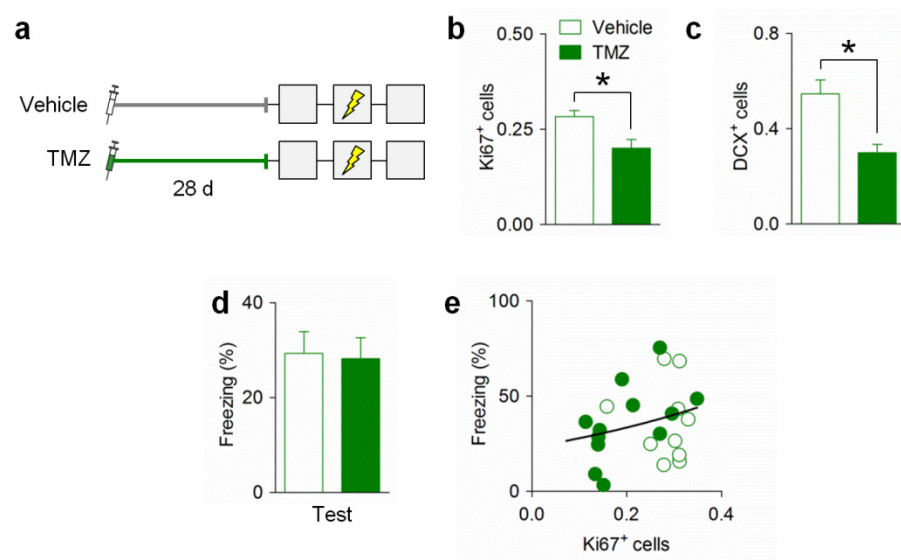 a
Vehicle
TMZ
28 d
b
Vehicle
TMZ
Ki67+ cells
0.50
0.25
0.00
*
c
DCX+ cells
0.8
0.4
0.0
*
d
Freezing (%)
40
20
0
Test
e
Freezing (%)
100
50
0
0.0 0.2 0.4
Ki67+ cells